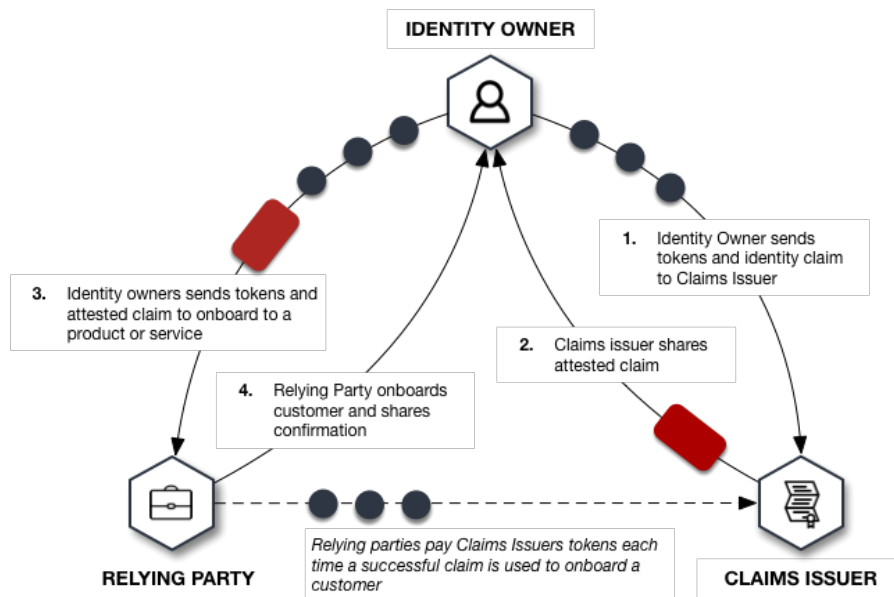 IDENTITY OWNER
1. Identity Owner sends
tokens and identity claim
to Claims Issuer
3. Identity owners sends tokens and
attested claim to onboard to a
product or service
2. Claims issuer shares
attested claim
4. Relying Party onboards
customer and shares
confirmation
Relying parties pay Claims Issuers tokens each
time a successful claim is used to onboard a
customer
RELYING PARTY
CLAIMS ISSUER